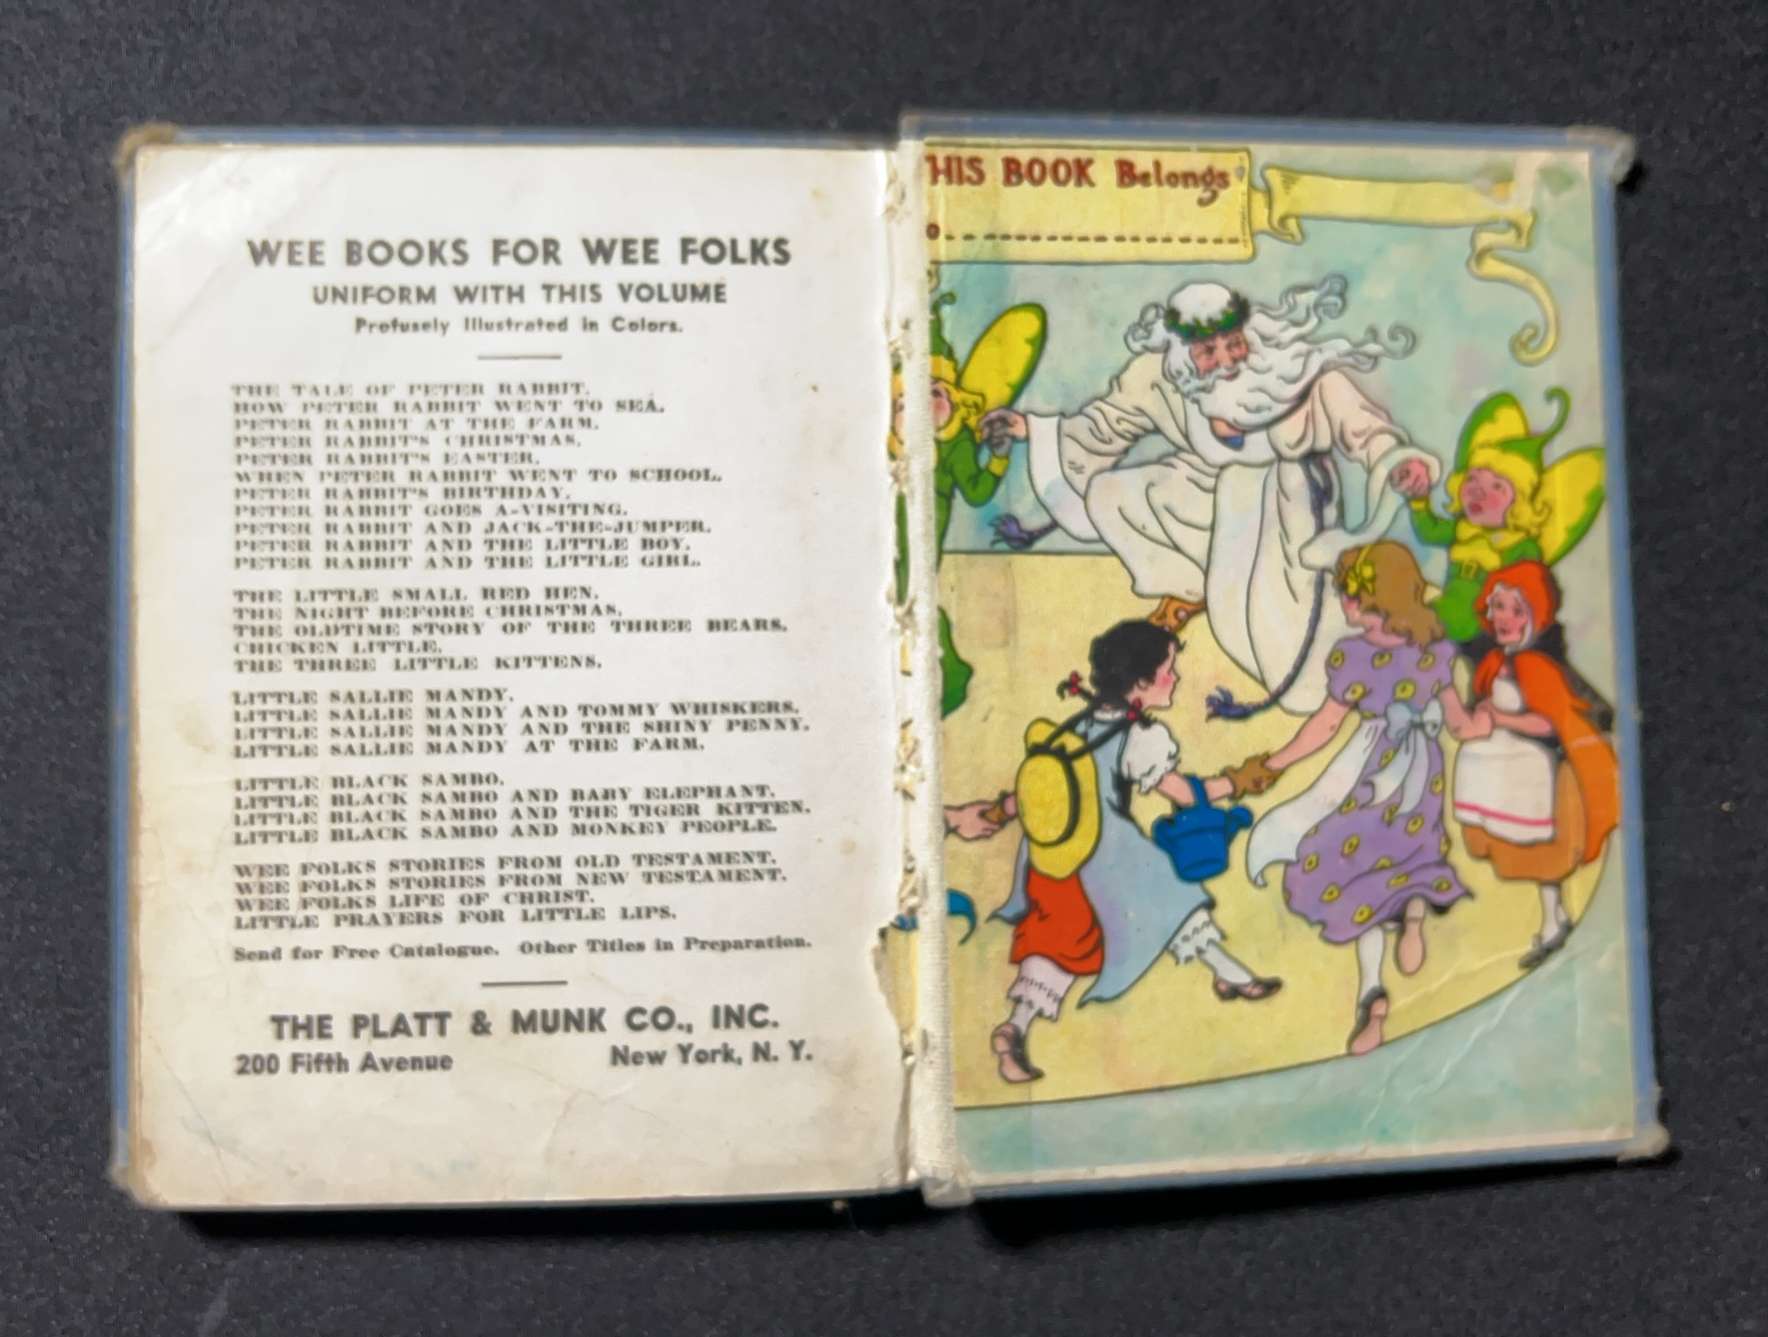 WEE BOOKS FOR WEE FOLKS
UNIFORM WITH THIS VOLUME
Profusely Illustrated in Colors.
THE TALE OF PETER RABBIT.
HOW PETER RABBIT WENT TO SEA.
PETER RABBIT AT THE FARM.
PETER RABBIT'S CHRISTMAS.
PETER RABBIT'S EASTER.
WHEN PETER RABBIT WENT TO SCHOOL.
PETER RABBIT'S BIRTHDAY.
PETER RABBIT GOES A-VISITING.
PETER RABBIT AND JACK-THE-JUMPER.
PETER RABBIT AND THE LITTLE BOY.
PETER RABBIT AND THE LITTLE GIRL.
THE LITTLE SMALL RED HEN.
THE NIGHT BEFORE CHRISTMAS.
THE OLDTIME STORY OF THE THREE BEARS.
CHICKEN LITTLE.
THE THREE LITTLE KITTENS.
LITTLE SALLIE MANDY.
LITTLE SALLIE MANDY AND TOMMY WHISKERS.
LITTLE SALLIE MANDY AND THE SHINY PENNY.
LITTLE SALLIE MANDY AT THE FARM.
LITTLE BLACK SAMBO.
LITTLE BLACK SAMBO AND BABY ELEPHANT.
LITTLE BLACK SAMBO AND THE TIGER KITTEN.
LITTLE BLACK SAMBO AND MONKEY PEOPLE.
WEE FOLKS STORIES FROM OLD TESTAMENT.
WEE FOLKS STORIES FROM NEW TESTAMENT.
WEE FOLKS LIFE OF CHRIST.
LITTLE PRAYERS FOR LITTLE LIPS.
Send for Free Catalogue. Other Titles in Preparation.
THE PLATT & MUNK CO., INC.
200 Fifth Avenue New York, N. Y.
HIS BOOK Belongs
o